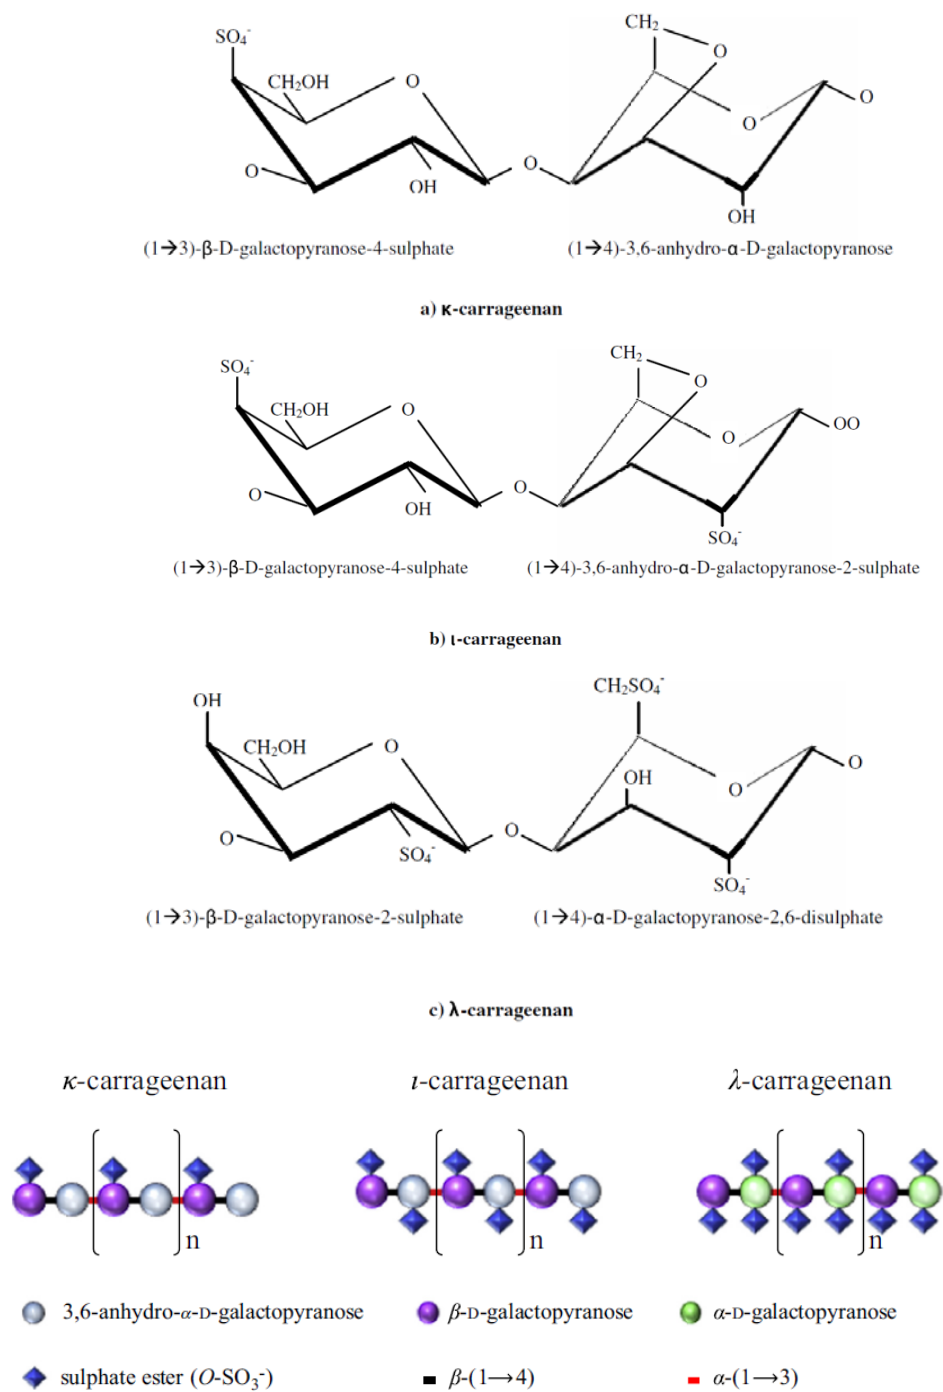 CH₂
SO₄⁻
O
CH₂OH
O
O
O
O
O
OH
OH
(1→3)-β-D-galactopyranose-4-sulphate (1→4)-3,6-anhydro-α-D-galactopyranose
a) κ-carrageenan
CH₂
SO₄⁻
O
CH₂OH
O
OO
O
O
O
OH
SO₄⁻
(1→3)-β-D-galactopyranose-4-sulphate (1→4)-3,6-anhydro-α-D-galactopyranose-2-sulphate
b) ι-carrageenan
CH₂SO₄⁻
OH
CH₂OH
O
O
OH
O
O
O
SO₄⁻
SO₄⁻
(1→3)-β-D-galactopyranose-2-sulphate (1→4)-α-D-galactopyranose-2,6-disulphate
c) λ-carrageenan
κ-carrageenan ι-carrageenan λ-carrageenan
n n n
3,6-anhydro-α-D-galactopyranose β-D-galactopyranose α-D-galactopyranose
sulphate ester (O-SO₃⁻) β-(1→4) α-(1→3)